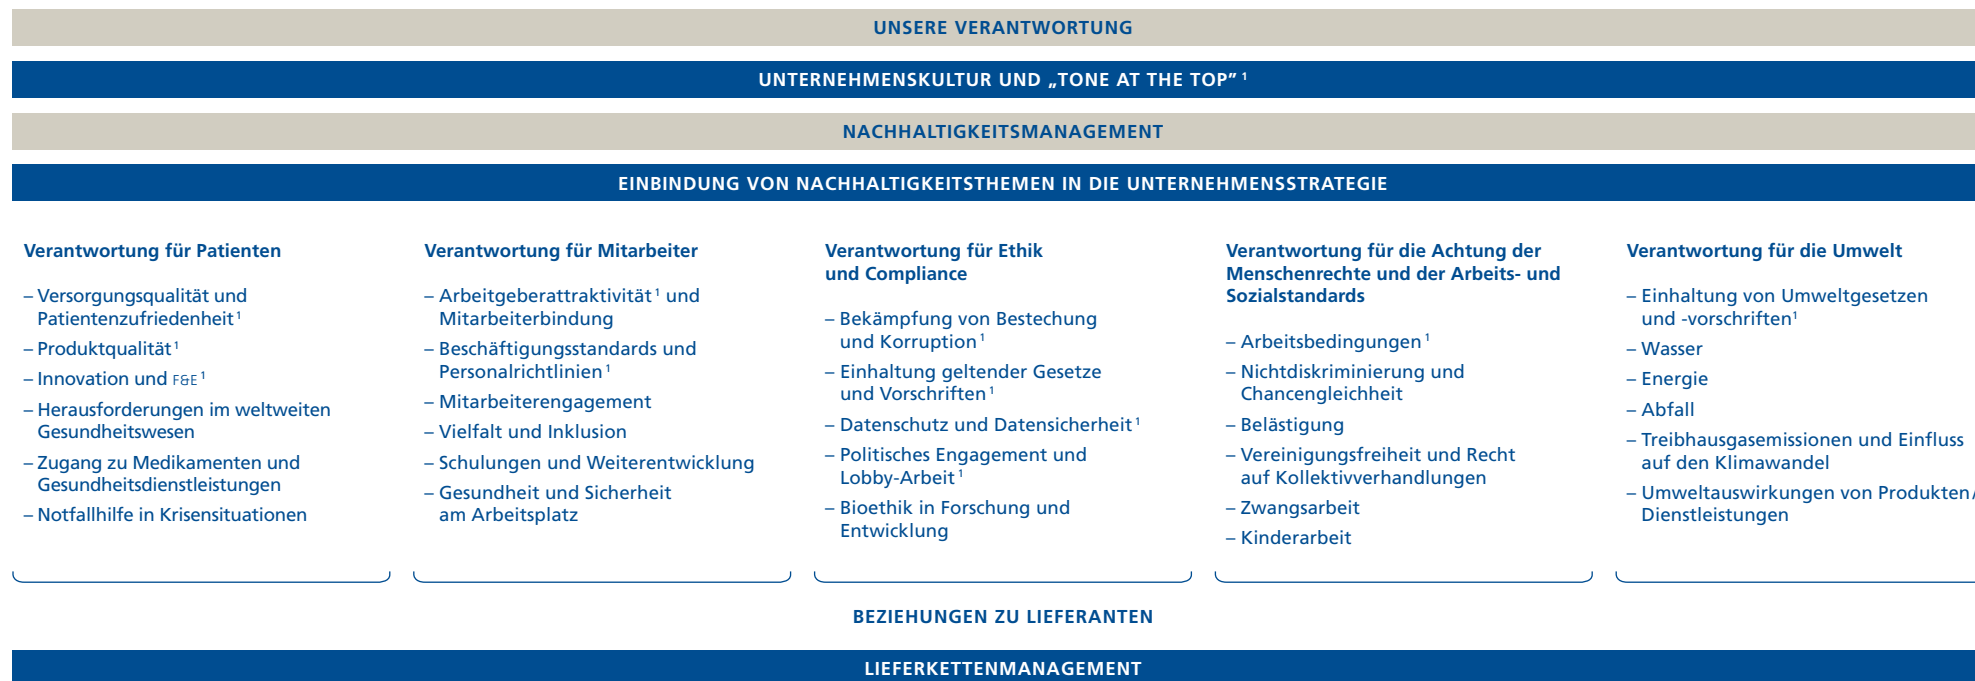 UNSERE VERANTWORTUNG
UNTERNEHMENSKULTUR UND „TONE AT THE TOP” ¹
NACHHALTIGKEITSMANAGEMENT
EINBINDUNG VON NACHHALTIGKEITSTHEMEN IN DIE UNTERNEHMENSSTRATEGIE
Verantwortung für Patienten
– Versorgungsqualität und
Patientenzufriedenheit ¹
– Produktqualität ¹
– Innovation und F&E ¹
– Herausforderungen im weltweiten
Gesundheitswesen
– Zugang zu Medikamenten und
Gesundheitsdienstleistungen
– Notfallhilfe in Krisensituationen
Verantwortung für Mitarbeiter
– Arbeitgeberattraktivität ¹ und
Mitarbeiterbindung
– Beschäftigungsstandards und
Personalrichtlinien ¹
– Mitarbeiterengagement
– Vielfalt und Inklusion
– Schulungen und Weiterentwicklung
– Gesundheit und Sicherheit
am Arbeitsplatz
Verantwortung für Ethik
und Compliance
– Bekämpfung von Bestechung
und Korruption ¹
– Einhaltung geltender Gesetze
und Vorschriften ¹
– Datenschutz und Datensicherheit ¹
– Politisches Engagement und
Lobby-Arbeit ¹
– Bioethik in Forschung und
Entwicklung
Verantwortung für die Achtung der
Menschenrechte und der Arbeits- und
Sozialstandards
– Arbeitsbedingungen ¹
– Nichtdiskriminierung und
Chancengleichheit
– Belästigung
– Vereinigungsfreiheit und Recht
auf Kollektivverhandlungen
– Zwangsarbeit
– Kinderarbeit
Verantwortung für die Umwelt
– Einhaltung von Umweltgesetzen
und -vorschriften¹
– Wasser
– Energie
– Abfall
– Treibhausgasemissionen und Einfluss
auf den Klimawandel
– Umweltauswirkungen von Produkten/
Dienstleistungen
BEZIEHUNGEN ZU LIEFERANTEN
LIEFERKETTENMANAGEMENT